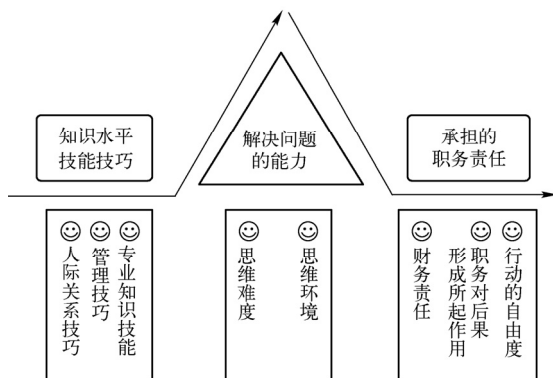 知识水平
技能技巧
解决问题
的能力
承担的
职务责任
人际关系技巧
管理技巧
专业知识技能
思维难度
思维环境
财务责任
职务对后果
形成所起作用
行动的自由度